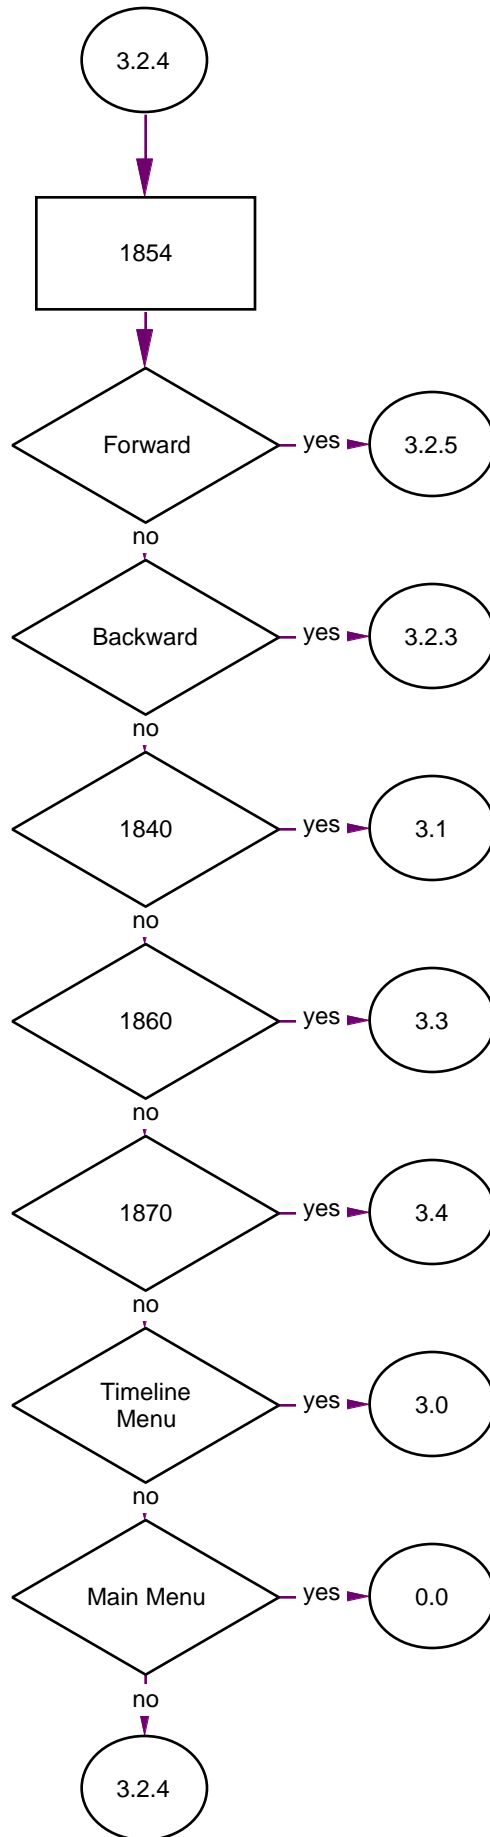 3.2.4
1854
Forward
yes
3.2.5
no
Backward
yes
3.2.3
no
1840
yes
3.1
no
1860
yes
3.3
no
1870
yes
3.4
no
Timeline
Menu
yes
3.0
no
Main Menu
yes
0.0
no
3.2.4